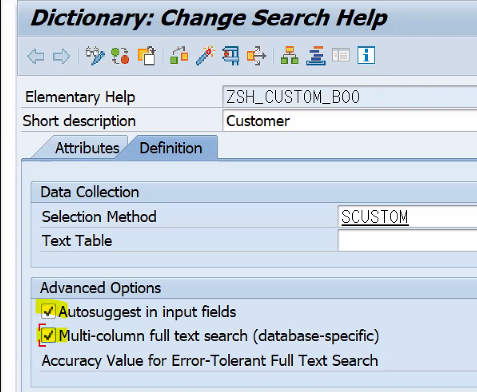 Dictionary: Change Search Help
Elementary Help ZSH_CUSTOM_BOO
Short description Customer
Attributes Definition
Data Collection
Selection Method SCUSTOM
Text Table
Advanced Options
Autosuggest in input fields
Multi-column full text search (database-specific)
Accuracy Value for Error-Tolerant Full Text Search